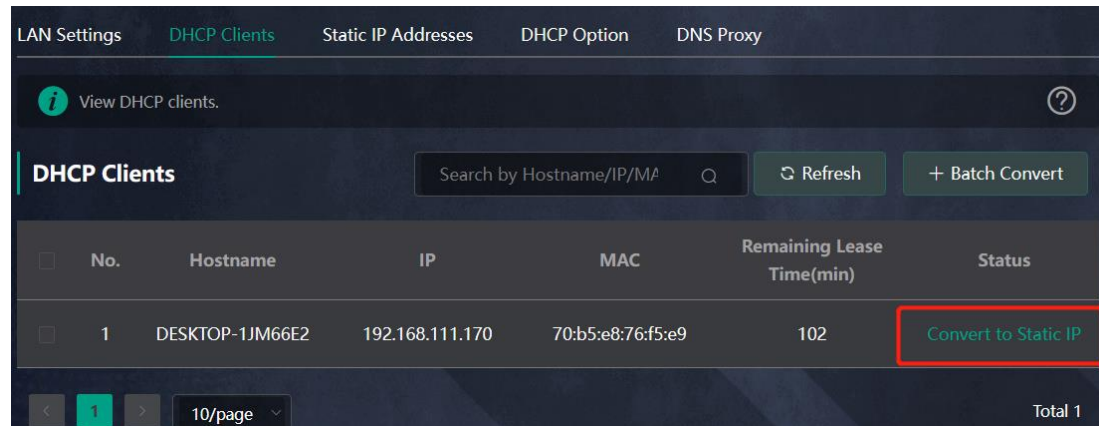 LAN Settings DHCP Clients Static IP Addresses DHCP Option DNS Proxy
View DHCP clients.
DHCP Clients Search by Hostname/IP/MA Refresh + Batch Convert
No. Hostname IP MAC Remaining Lease Time(min) Status
1 DESKTOP-1JM66E2 192.168.111.170 70:b5:e8:76:f5:e9 102 Convert to Static IP
< 1 > 10/page Total 1